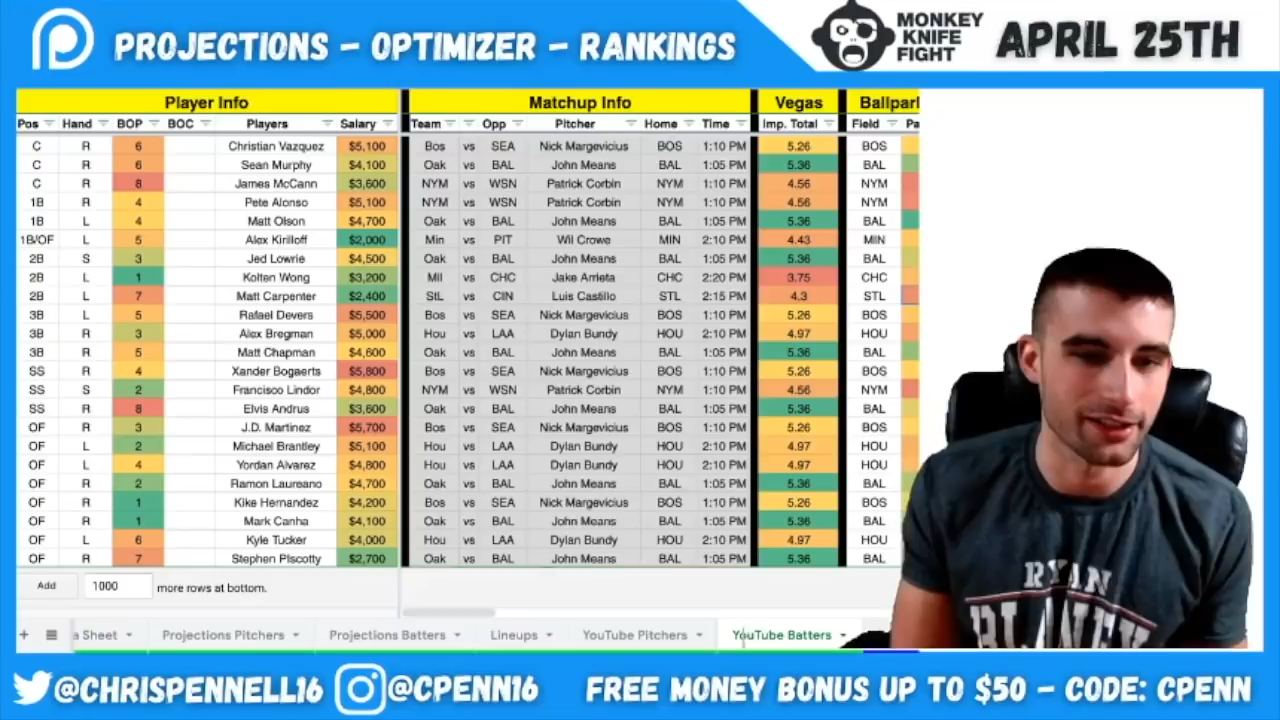 PROJECTIONS - OPTIMIZER - RANKINGS
MONKEY KNIFE FIGHT
APRIL 25TH
Player Info Matchup Info Vegas Ballparl
Pos Hand BOP BOC Players Salary Team Opp Pitcher Home Time Imp. Total Field Pa
C R 6 Christian Vazquez $5,100 Bos vs SEA Nick Margevicius BOS 1:10 PM 5.26 BOS
C R 6 Sean Murphy $4,100 Oak vs BAL John Means BAL 1:05 PM 5.36 BAL
C R 8 James McCann $3,600 NYM vs WSN Patrick Corbin NYM 1:10 PM 4.56 NYM
1B R 4 Pete Alonso $5,100 NYM vs WSN Patrick Corbin NYM 1:10 PM 4.56 NYM
1B L 4 Matt Olson $4,700 Oak vs BAL John Means BAL 1:05 PM 5.36 BAL
1B/OF L 5 Alex Kirilloff $2,000 Min vs PIT Wil Crowe MIN 2:10 PM 4.43 MIN
2B S 3 Jed Lowrie $4,500 Oak vs BAL John Means BAL 1:05 PM 5.36 BAL
2B L 1 Kolten Wong $3,200 Mil vs CHC Jake Arrieta CHC 2:20 PM 3.75 CHC
2B L 7 Matt Carpenter $2,400 StL vs CIN Luis Castillo STL 2:15 PM 4.3 STL
3B L 5 Rafael Devers $5,500 Bos vs SEA Nick Margevicius BOS 1:10 PM 5.26 BOS
3B R 3 Alex Bregman $5,000 Hou vs LAA Dylan Bundy HOU 2:10 PM 4.97 HOU
3B R 5 Matt Chapman $4,600 Oak vs BAL John Means BAL 1:05 PM 5.36 BAL
SS R 4 Xander Bogaerts $5,800 Bos vs SEA Nick Margevicius BOS 1:10 PM 5.26 BOS
SS S 2 Francisco Lindor $4,800 NYM vs WSN Patrick Corbin NYM 1:10 PM 4.56 NYM
SS R 8 Elvis Andrus $3,600 Oak vs BAL John Means BAL 1:05 PM 5.36 BAL
OF R 3 J.D. Martinez $5,700 Bos vs SEA Nick Margevicius BOS 1:10 PM 5.26 BOS
OF L 2 Michael Brantley $5,100 Hou vs LAA Dylan Bundy HOU 2:10 PM 4.97 HOU
OF L 4 Yordan Alvarez $4,800 Hou vs LAA Dylan Bundy HOU 2:10 PM 4.97 HOU
OF R 2 Ramon Laureano $4,700 Oak vs BAL John Means BAL 1:05 PM 5.36 BAL
OF R 1 Kike Hernandez $4,200 Bos vs SEA Nick Margevicius BOS 1:10 PM 5.26 BOS
OF R 1 Mark Canha $4,100 Oak vs BAL John Means BAL 1:05 PM 5.36 BAL
OF L 6 Kyle Tucker $4,000 Hou vs LAA Dylan Bundy HOU 2:10 PM 4.97 HOU
OF R 7 Stephen PIscotty $2,700 Oak vs BAL John Means BAL 1:05 PM 5.36 BAL
Add 1000 more rows at bottom.
a Sheet Projections Pitchers Projections Batters Lineups YouTube Pitchers YouTube Batters
RYAN
@CHRISPENNELL16 @CPENN16 FREE MONEY BONUS UP TO $50 - CODE: CPENN